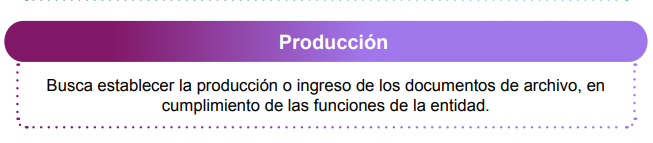 Producción
Busca establecer la producción o ingreso de los documentos de archivo, en
cumplimiento de las funciones de la entidad.